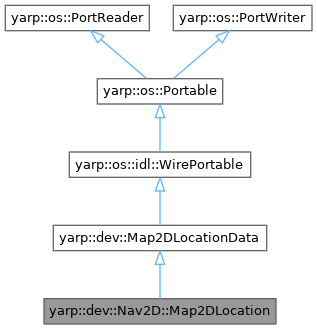 yarp::os::PortReader
yarp::os::PortWriter
yarp::os::Portable
yarp::os::idl::WirePortable
yarp::dev::Map2DLocationData
yarp::dev::Nav2D::Map2DLocation